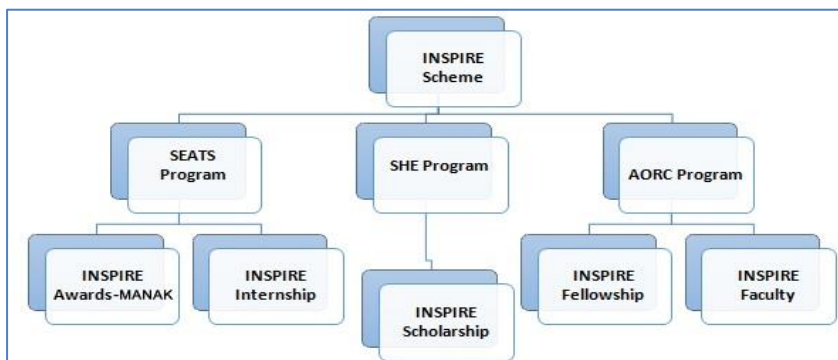 INSPIRE
Scheme
SEATS
Program
SHE Program
AORC Program
INSPIRE
Awards-MANAK
INSPIRE
Internship
INSPIRE
Scholarship
INSPIRE
Fellowship
INSPIRE
Faculty